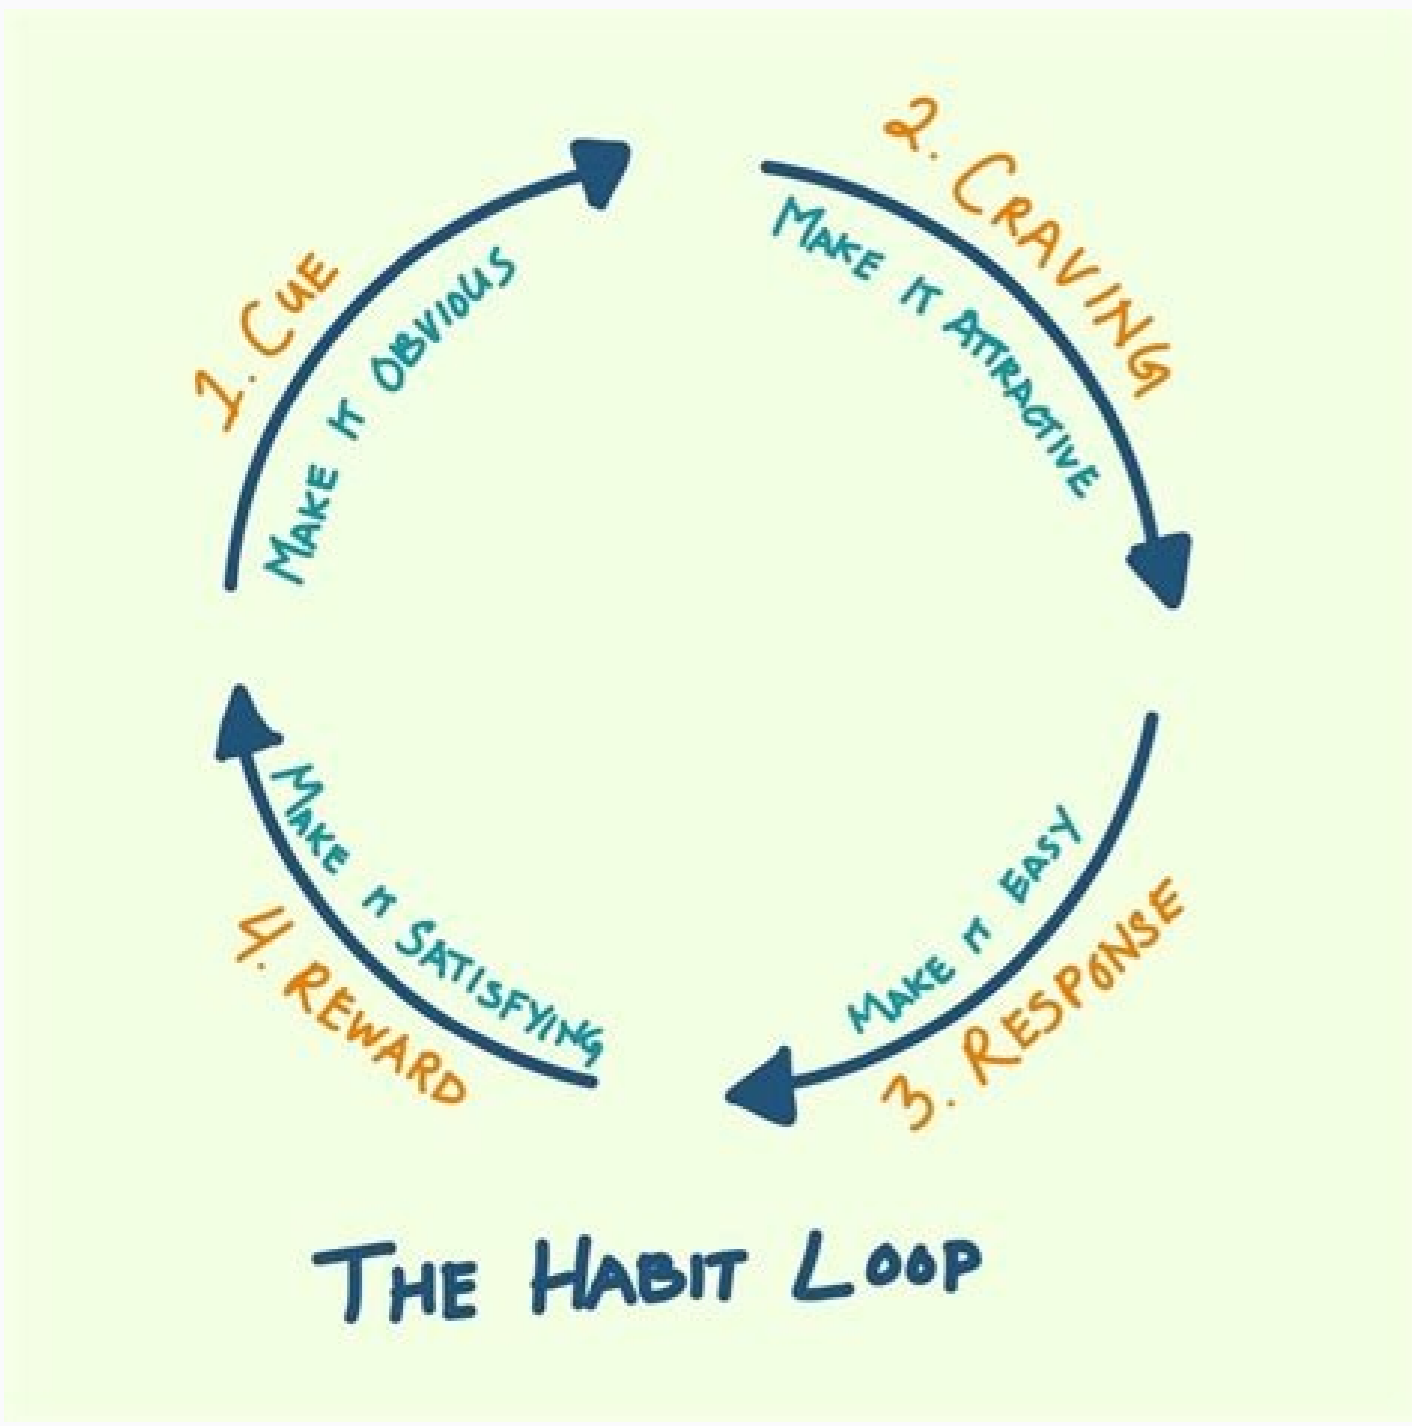 1. CUE
MAKE IT OBVIOUS
2. CRAVING
MAKE IT ATTRACTIVE
3. RESPONSE
MAKE IT EASY
4. REWARD
MAKE IT SATISFYING
THE HABIT LOOP